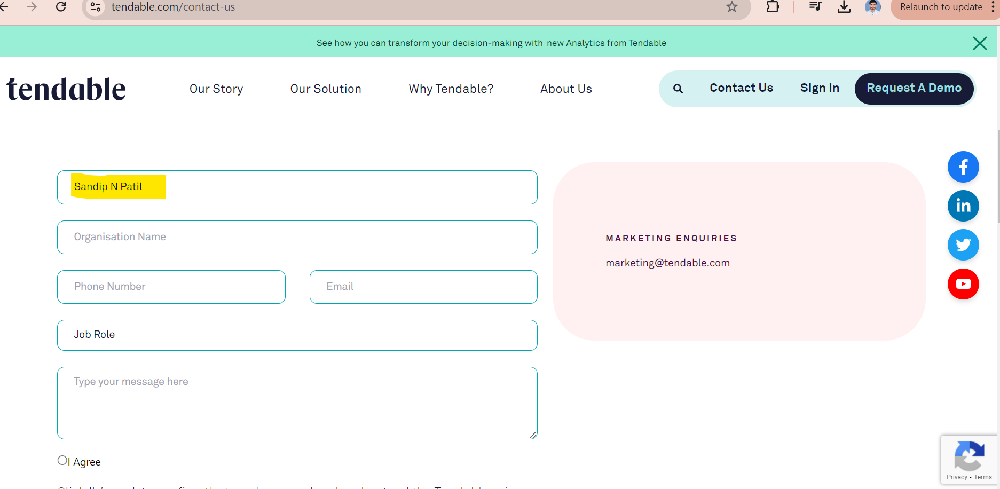 tendable.com/contact-us
Relaunch to update
See how you can transform your decision-making with new Analytics from Tendable
tendable
Our Story
Our Solution
Why Tendable?
About Us
Contact Us
Sign In
Request A Demo
Sandip N Patil
Organisation Name
Phone Number
Email
Job Role
Type your message here
I Agree
MARKETING ENQUIRIES
marketing@tendable.com
Privacy - Terms